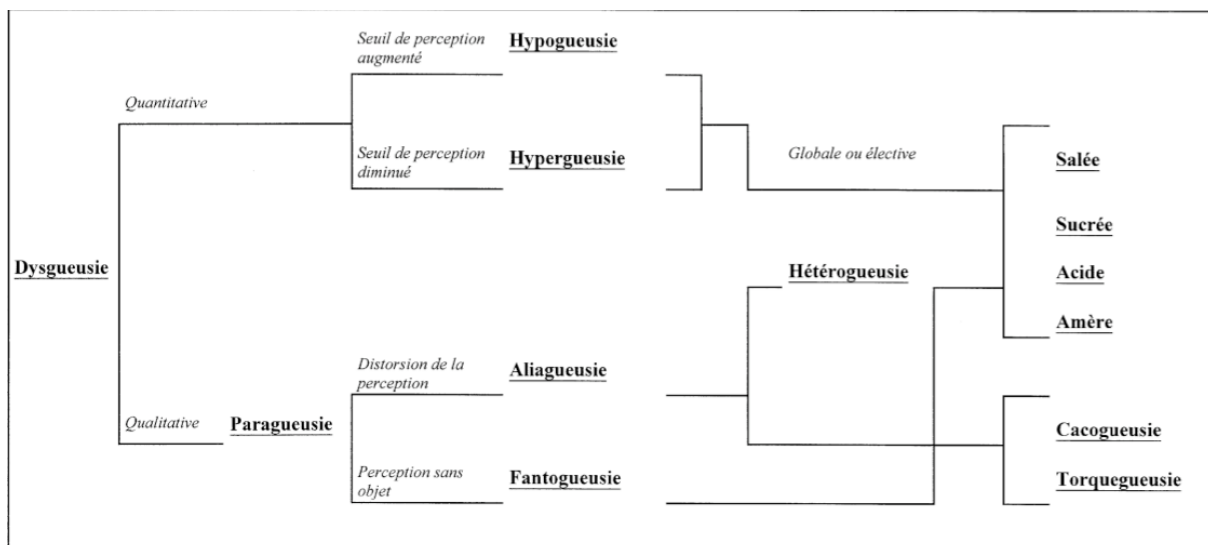 Seuil de perception
augmenté
Hypogueusie
Quantitative
Seuil de perception
diminué
Hypergueusie
Globale ou élective
Salée
Sucrée
Dysgueusie
Hétérogueusie
Acide
Amère
Distorsion de la
perception
Aliagueusie
Qualitative
Paragueusie
Cacogueusie
Perception sans
objet
Fantogueusie
Torquegueusie